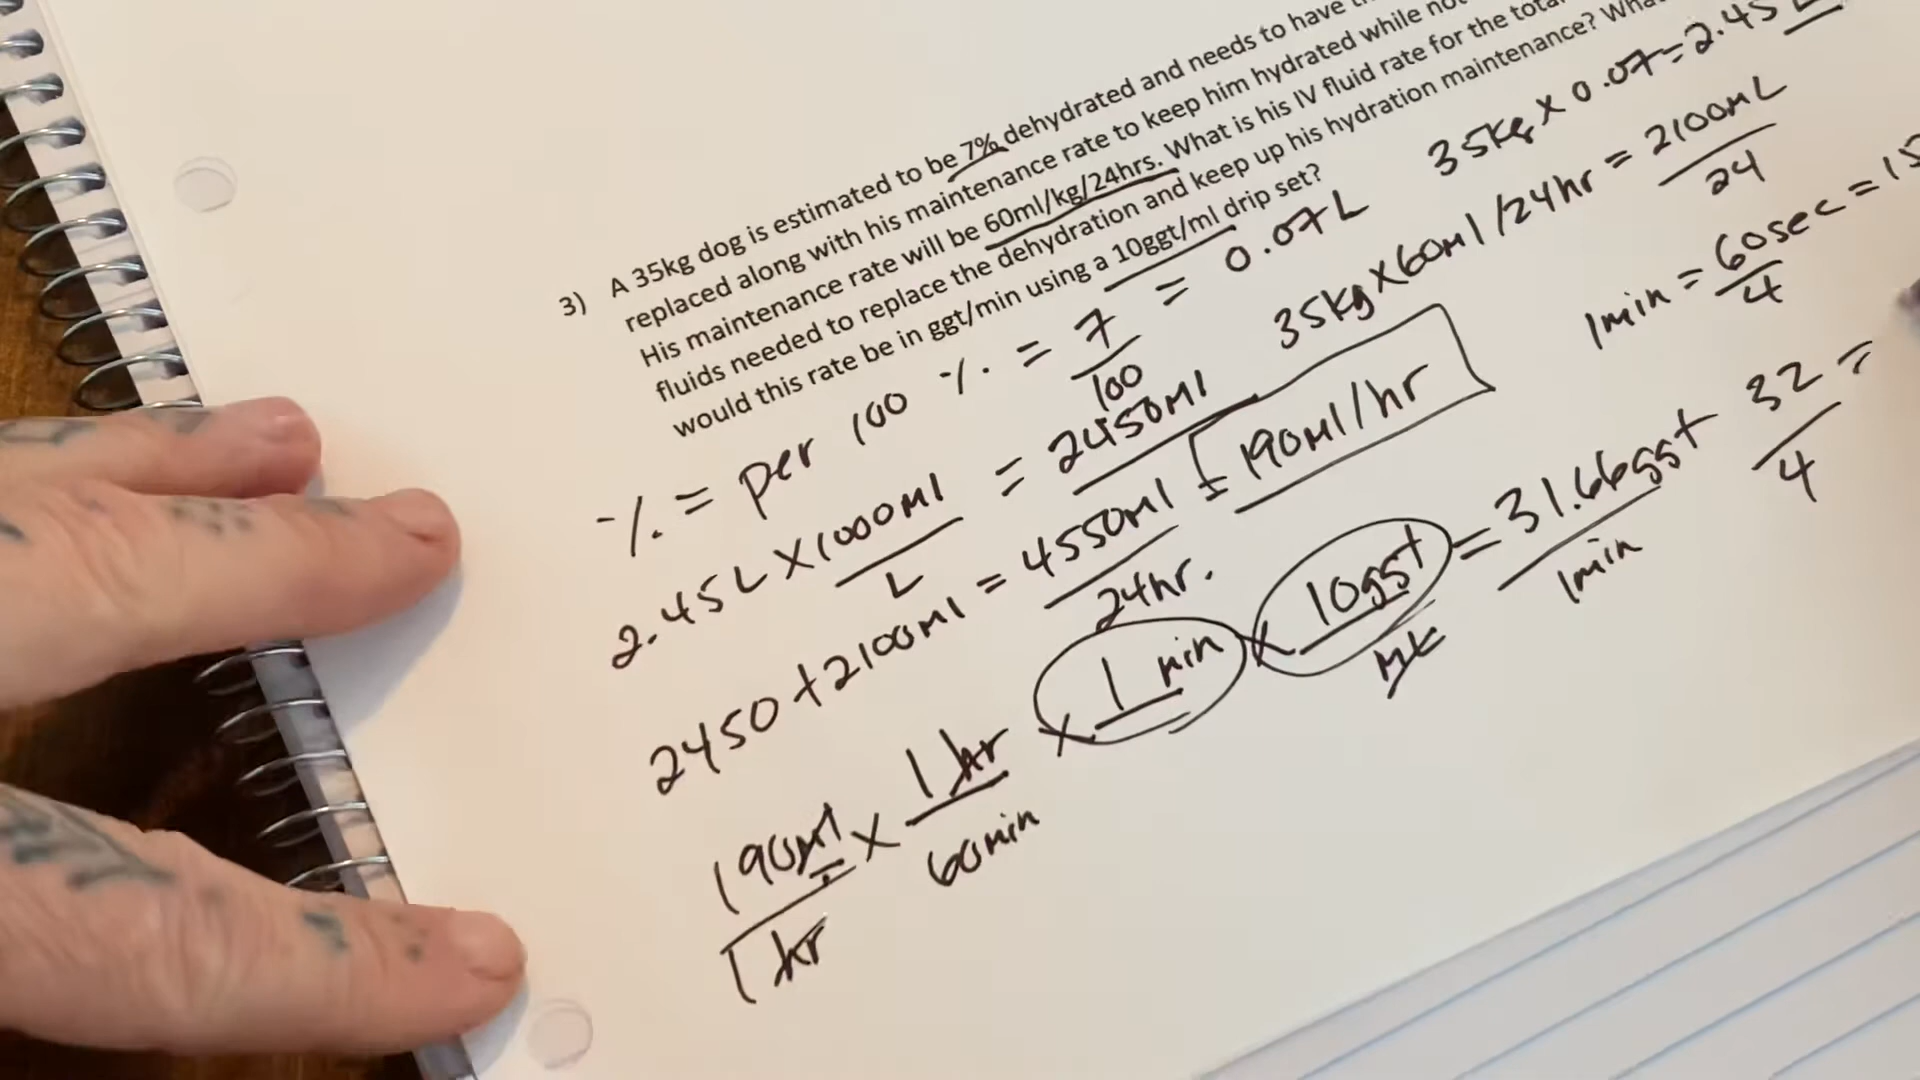 3) A 35kg dog is estimated to be 7% dehydrated and needs to have
replaced along with his maintenance rate to keep him hydrated while
His maintenance rate will be 60ml/kg/24hrs. What is his IV fluid rate for the
fluids needed to replace the dehydration and keep up his hydration maintenance?
would this rate be in ggt/min using a 10ggt/ml drip set?
% = per 100 % = 7/100 = 0.07L
35kg x 0.07 = 2.45
2.45L x 1000ml/L = 2450ml
35kg x 60ml/24hr = 2100mL/24
2450 + 2100ml = 4550ml/24hr. = 190ml/hr
1min = 60sec/4 = 15
190ml/1hr x 1hr/60min x 1min x 10ggt/mL = 31.66ggt/1min
32/4 =